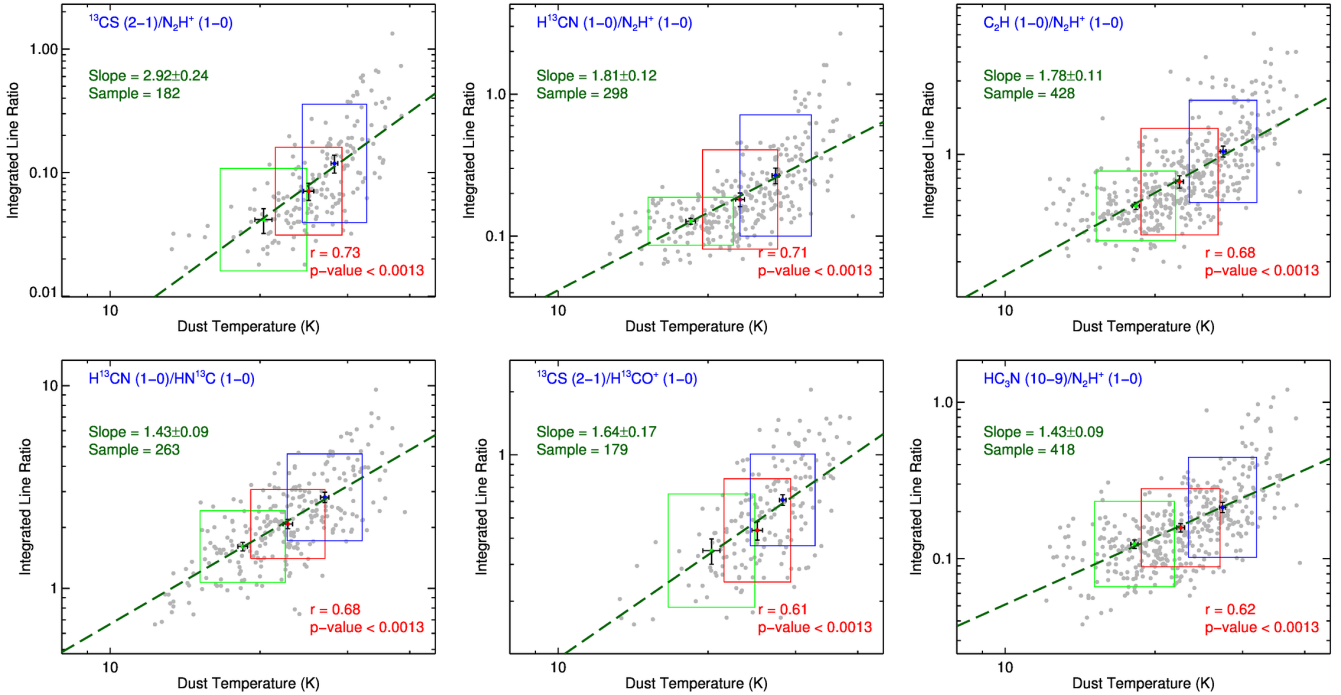 ¹³CS (2−1)/N₂H⁺ (1−0)
Slope = 2.92±0.24
Sample = 182
r = 0.73
p−value < 0.0013
1.00
0.10
0.01
10
Integrated Line Ratio
Dust Temperature (K)
H¹³CN (1−0)/N₂H⁺ (1−0)
Slope = 1.81±0.12
Sample = 298
r = 0.71
p−value < 0.0013
1.0
0.1
10
Integrated Line Ratio
Dust Temperature (K)
C₂H (1−0)/N₂H⁺ (1−0)
Slope = 1.78±0.11
Sample = 428
r = 0.68
p−value < 0.0013
1
10
Integrated Line Ratio
Dust Temperature (K)
H¹³CN (1−0)/HN¹³C (1−0)
Slope = 1.43±0.09
Sample = 263
r = 0.68
p−value < 0.0013
10
1
10
Integrated Line Ratio
Dust Temperature (K)
¹³CS (2−1)/H¹³CO⁺ (1−0)
Slope = 1.64±0.17
Sample = 179
r = 0.61
p−value < 0.0013
1
10
Integrated Line Ratio
Dust Temperature (K)
HC₃N (10−9)/N₂H⁺ (1−0)
Slope = 1.43±0.09
Sample = 418
r = 0.62
p−value < 0.0013
1.0
0.1
10
Integrated Line Ratio
Dust Temperature (K)